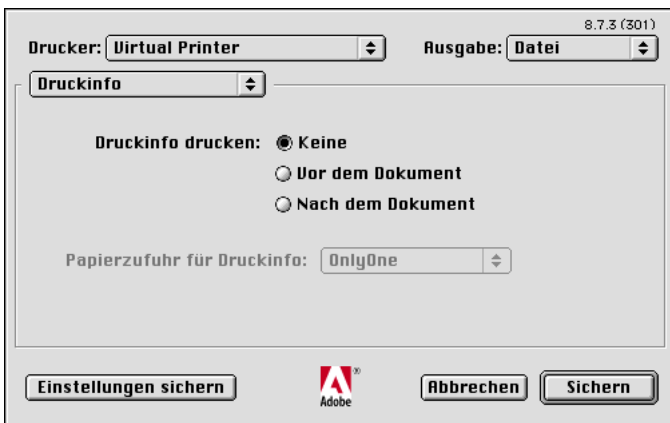 8.7.3 (301)
Drucker: Virtual Printer Ausgabe: Datei
Druckinfo
Druckinfo drucken: Keine
Vor dem Dokument
Nach dem Dokument
Papierzufuhr für Druckinfo: OnlyOne
Einstellungen sichern Adobe® Abbrechen Sichern